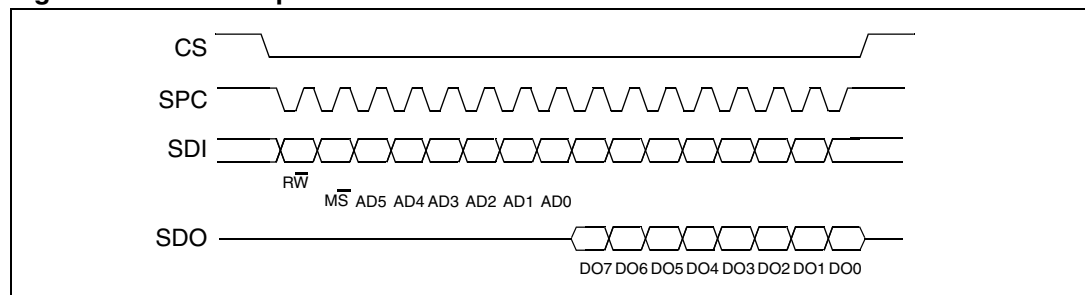 CS
SPC
SDI
RW̅
MS̅ AD5 AD4 AD3 AD2 AD1 AD0
SDO
DO7 DO6 DO5 DO4 DO3 DO2 DO1 DO0